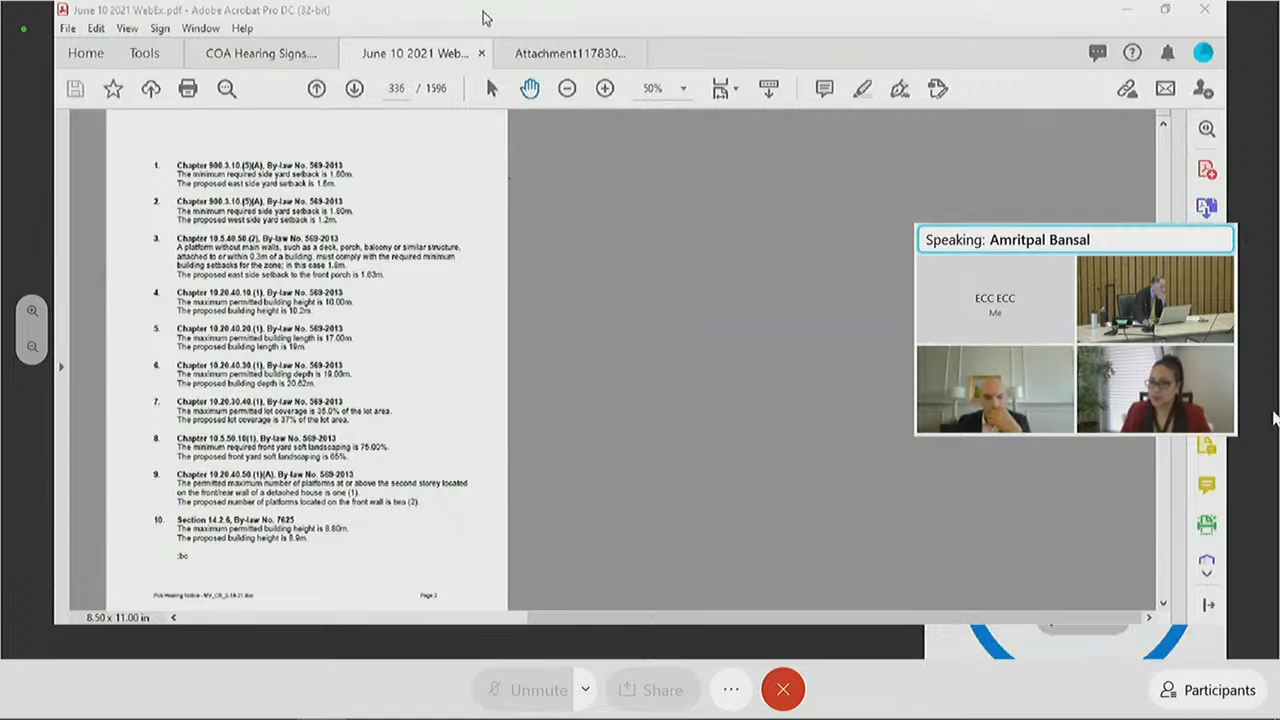 June 10 2021 WebEx.pdf - Adobe Acrobat Pro DC (32-bit)
File Edit View Sign Window Help
Home Tools COA Hearing Signs.... June 10 2021 Web... × Attachment117830...
336 / 1596 50%
1. Chapter 900.3.10.(5)(A), By-law No. 569-2013
The minimum required side yard setback is 1.80m.
The proposed east side yard setback is 1.6m.
2. Chapter 900.3.10.(5)(A), By-law No. 569-2013
The minimum required side yard setback is 1.80m.
The proposed west side yard setback is 1.2m.
3. Chapter 10.5.40.50.(2), By-law No. 569-2013
A platform without main walls, such as a deck, porch, balcony or similar structure,
attached to or within 0.3m of a building, must comply with the required minimum
building setbacks for the zone; in this case 1.8m.
The proposed east side setback to the front porch is 1.63m.
4. Chapter 10.20.40.10.(1), By-law No. 569-2013
The maximum permitted building height is 10.00m.
The proposed building height is 10.2m.
5. Chapter 10.20.40.20.(1), By-law No. 569-2013
The maximum permitted building length is 17.00m.
The proposed building length is 19m.
6. Chapter 10.20.40.30.(1), By-law No. 569-2013
The maximum permitted building depth is 19.00m.
The proposed building depth is 20.62m.
7. Chapter 10.20.30.40.(1), By-law No. 569-2013
The maximum permitted lot coverage is 35.0% of the lot area.
The proposed lot coverage is 37% of the lot area.
8. Chapter 10.5.50.10(1), By-law No. 569-2013
The minimum required front yard soft landscaping is 75.00%.
The proposed front yard soft landscaping is 65%.
9. Chapter 10.20.40.50.(1)(A), By-law No. 569-2013
The permitted maximum number of platforms at or above the second storey located
on the front/rear wall of a detached house is one (1).
The proposed number of platforms located on the front wall is two (2).
10. Section 14.2.6, By-law No. 7625
The maximum permitted building height is 8.80m.
The proposed building height is 8.9m.
:bc
Pub Hearing Notice - MV_CR_2-18-21.doc Page 2
8.50 x 11.00 in
Speaking: Amritpal Bansal
ECC ECC
Me
Unmute Share Participants